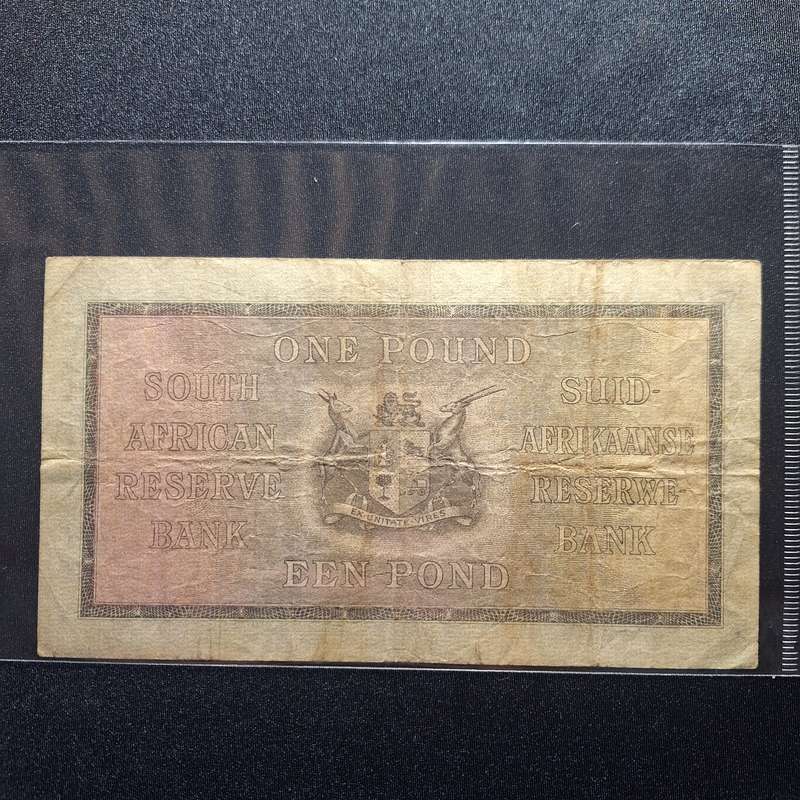 ONE POUND
SOUTH
AFRICAN
RESERVE
BANK
SUID-
AFRIKAANSE
RESERWE-
BANK
EX UNITATE VIRES
EEN POND